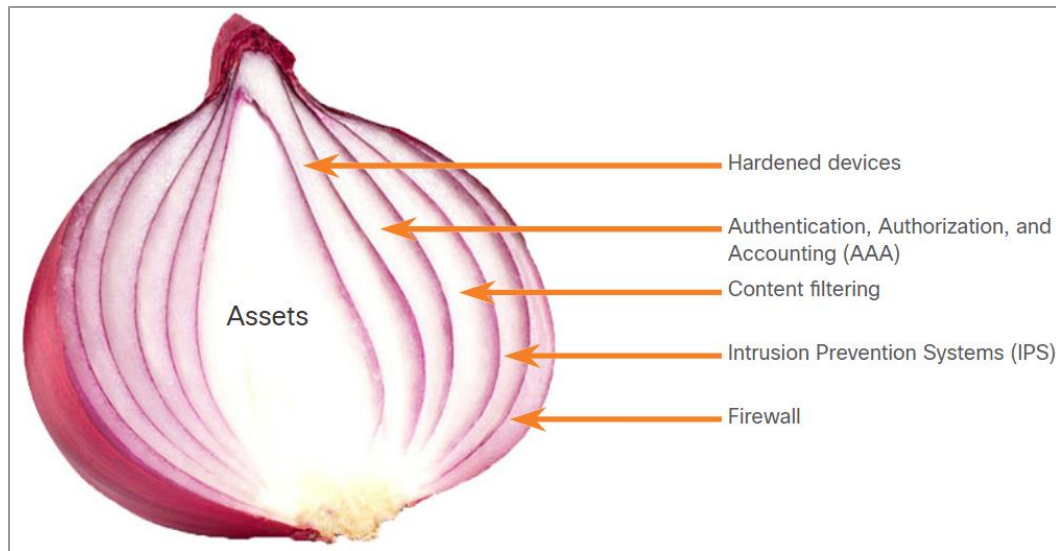 Hardened devices
Authentication, Authorization, and
Accounting (AAA)
Content filtering
Assets
Intrusion Prevention Systems (IPS)
Firewall